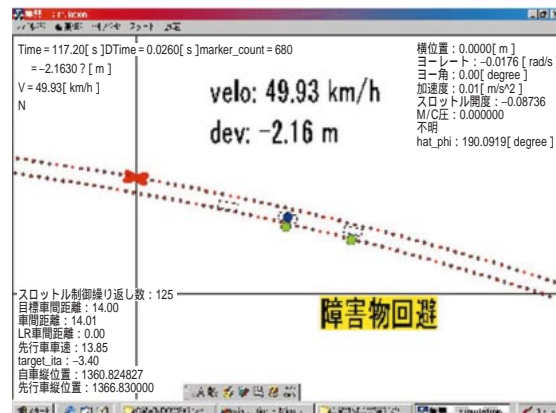 Time = 117.20[ s ]DTime = 0.0260[ s ]marker_count = 680
= −2.1630 ? [ m ]
V = 49.93[ km/h ]
N
velo: 49.93 km/h
dev: -2.16 m
横位置：0.0000[ m ]
ヨーレート：−0.0176 [ rad/s
ヨー角：0.00[ degree ]
加速度：0.01[ m/s^2 ]
スロットル開度：−0.08736
M/C圧：0.000000
不明
hat_phi：190.0919[ degree ]
スロットル制御繰り返し数：125
目標車間距離：14.00
車間距離：14.01
LR車間距離：0.00
先行車車速：13.85
target_ita：−3.40
自車縦位置：1360.824827
先行車縦位置：1366.830000
障害物回避